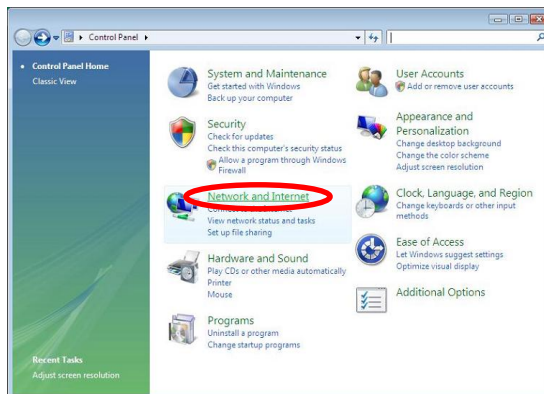 Control Panel
Control Panel Home
Classic View
System and Maintenance
Get started with Windows
Back up your computer
Security
Check for updates
Check this computer's security status
Allow a program through Windows
Firewall
Network and Internet
View network status and tasks
Set up file sharing
Hardware and Sound
Play CDs or other media automatically
Printer
Mouse
Programs
Uninstall a program
Change startup programs
User Accounts
Add or remove user accounts
Appearance and
Personalization
Change desktop background
Change the color scheme
Adjust screen resolution
Clock, Language, and Region
Change keyboards or other input
methods
Ease of Access
Let Windows suggest settings
Optimize visual display
Additional Options
Recent Tasks
Adjust screen resolution